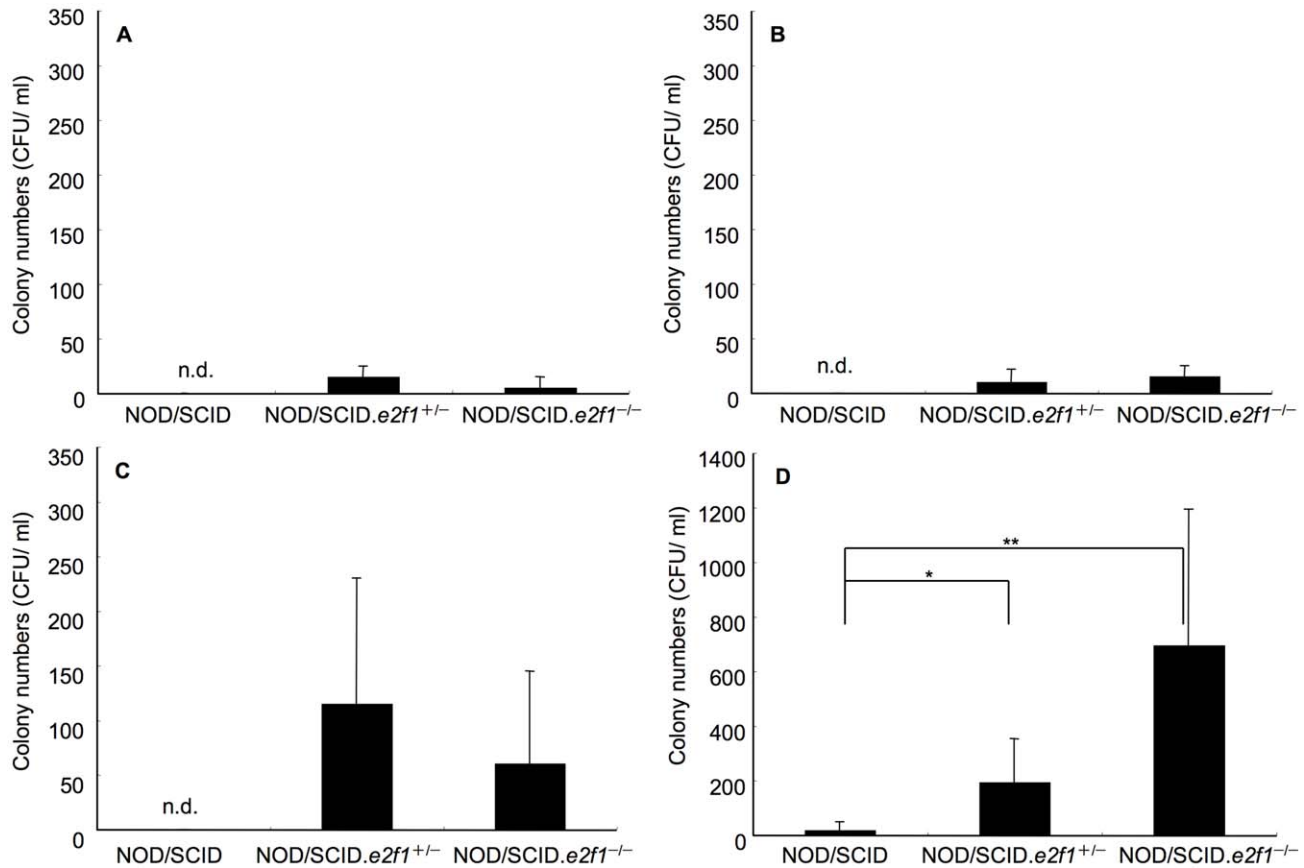 A
Colony numbers (CFU/ ml)
350
300
250
200
150
100
50
0
n.d.
NOD/SCID NOD/SCID.e2f1+/– NOD/SCID.e2f1–/–
B
Colony numbers (CFU/ ml)
350
300
250
200
150
100
50
0
n.d.
NOD/SCID NOD/SCID.e2f1+/– NOD/SCID.e2f1–/–
C
Colony numbers (CFU/ ml)
350
300
250
200
150
100
50
0
n.d.
NOD/SCID NOD/SCID.e2f1+/– NOD/SCID.e2f1–/–
D
Colony numbers (CFU/ ml)
1400
1200
1000
800
600
400
200
0
**
*
NOD/SCID NOD/SCID.e2f1+/– NOD/SCID.e2f1–/–